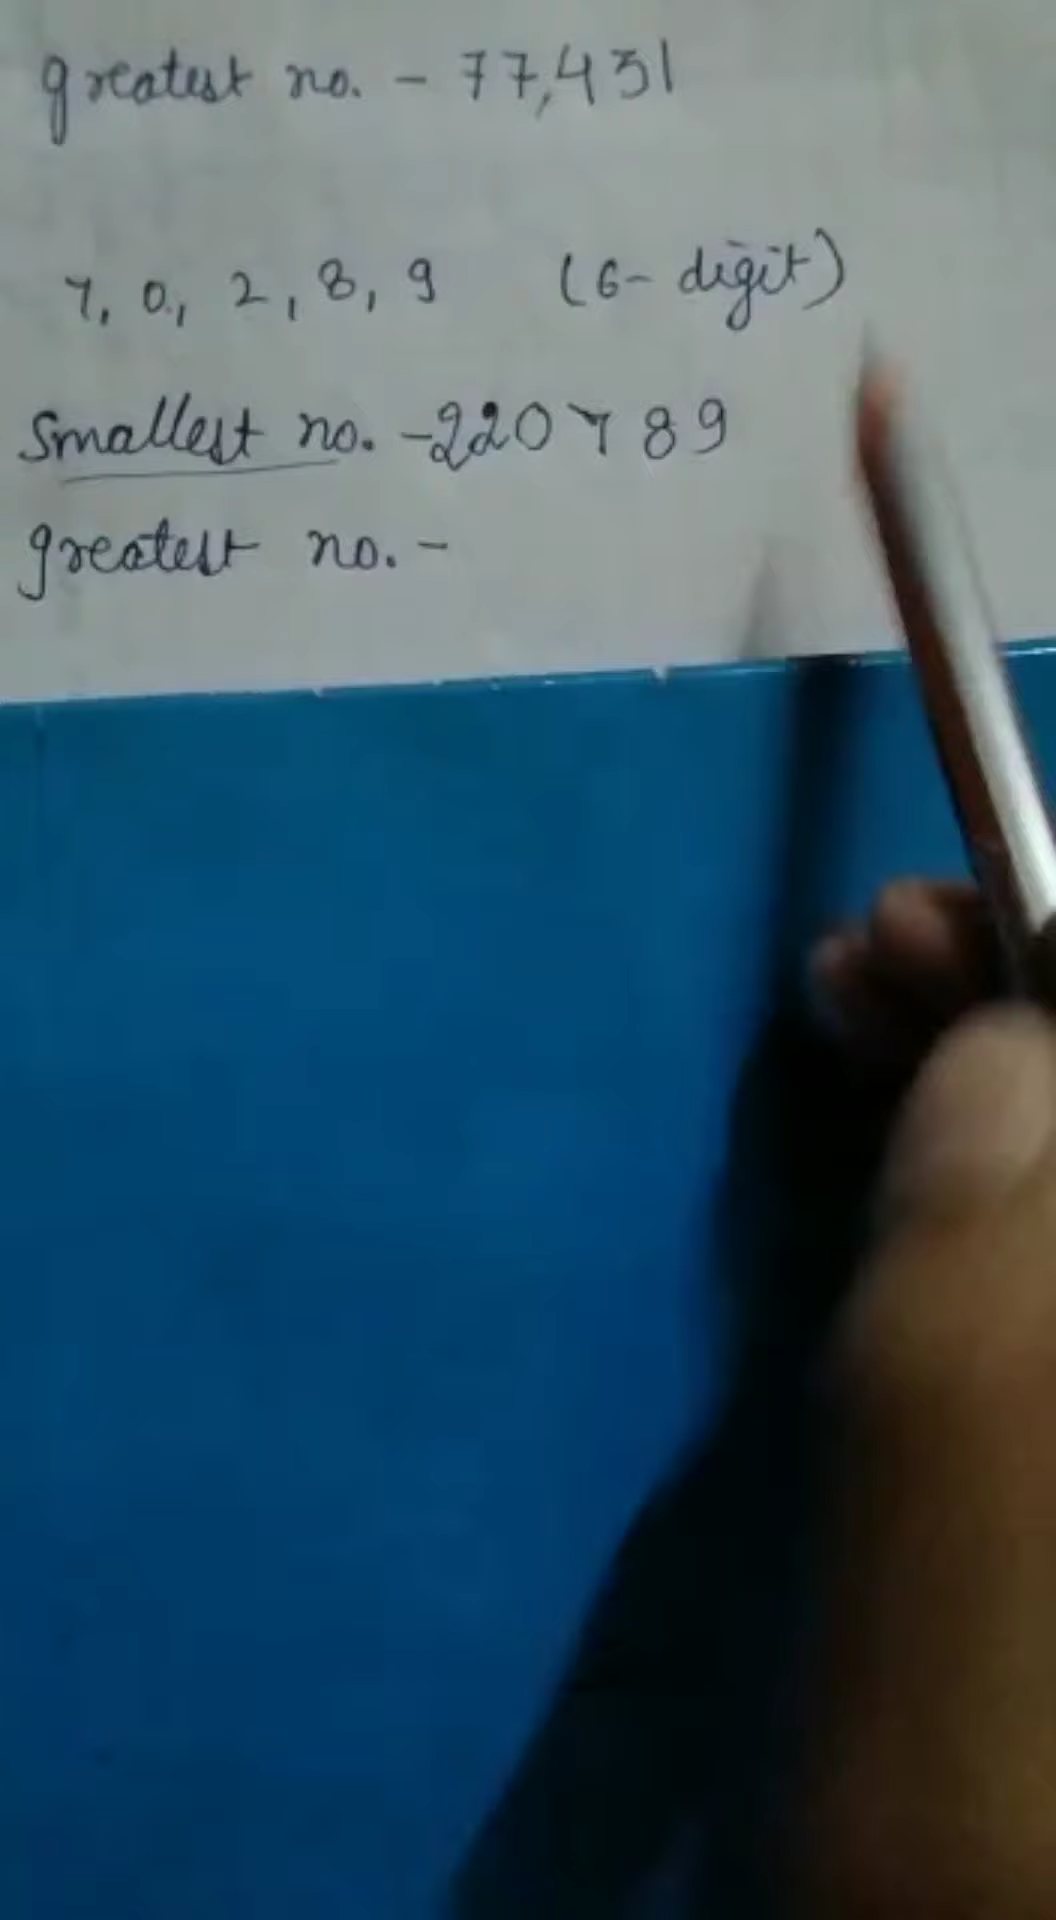 greatest no. - 77,431
7, 0, 2, 8, 9 (6- digit)
Smallest no. -220789
greatest no. -